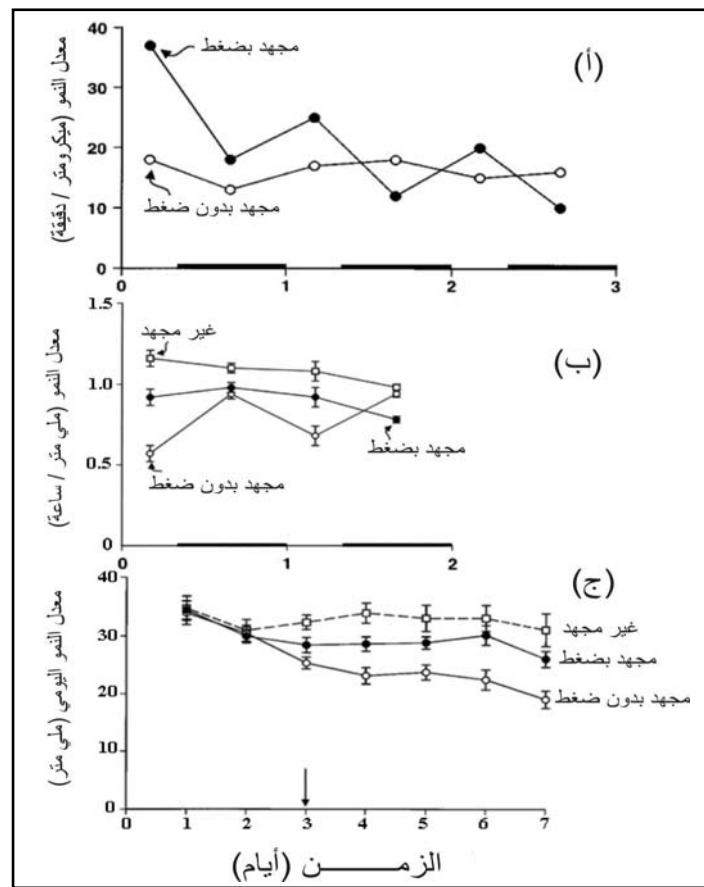 (أ)
معدل النمو (ميكرومتر / دقيقة)
40
30
20
10
0
مجهد بضغط
مجهد بدون ضغط
0 1 2 3
(ب)
معدل النمو (ملي متر / ساعة)
1.5
1.0
0.5
0
غير مجهد
مجهد بضغط
مجهد بدون ضغط
0 1 2
(ج)
معدل النمو اليومي (ملي متر)
40
30
20
10
0
غير مجهد
مجهد بضغط
مجهد بدون ضغط
0 1 2 3 4 5 6 7
الزمـــــن (أيام)